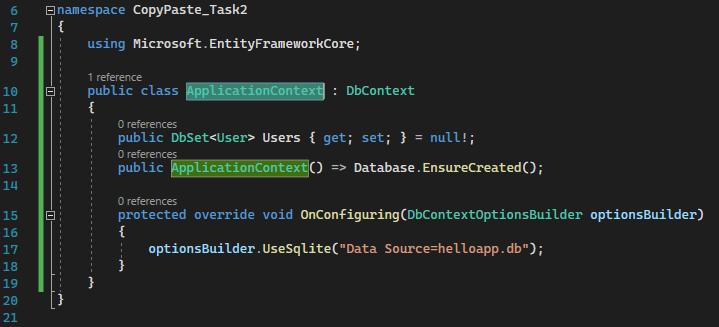 6 namespace CopyPaste_Task2
7 {
8 using Microsoft.EntityFrameworkCore;
9
1 reference
10 public class ApplicationContext : DbContext
11 {
0 references
12 public DbSet<User> Users { get; set; } = null!;
0 references
13 public ApplicationContext() => Database.EnsureCreated();
14
0 references
15 protected override void OnConfiguring(DbContextOptionsBuilder optionsBuilder)
16 {
17 optionsBuilder.UseSqlite("Data Source=helloapp.db");
18 }
19 }
20 }
21